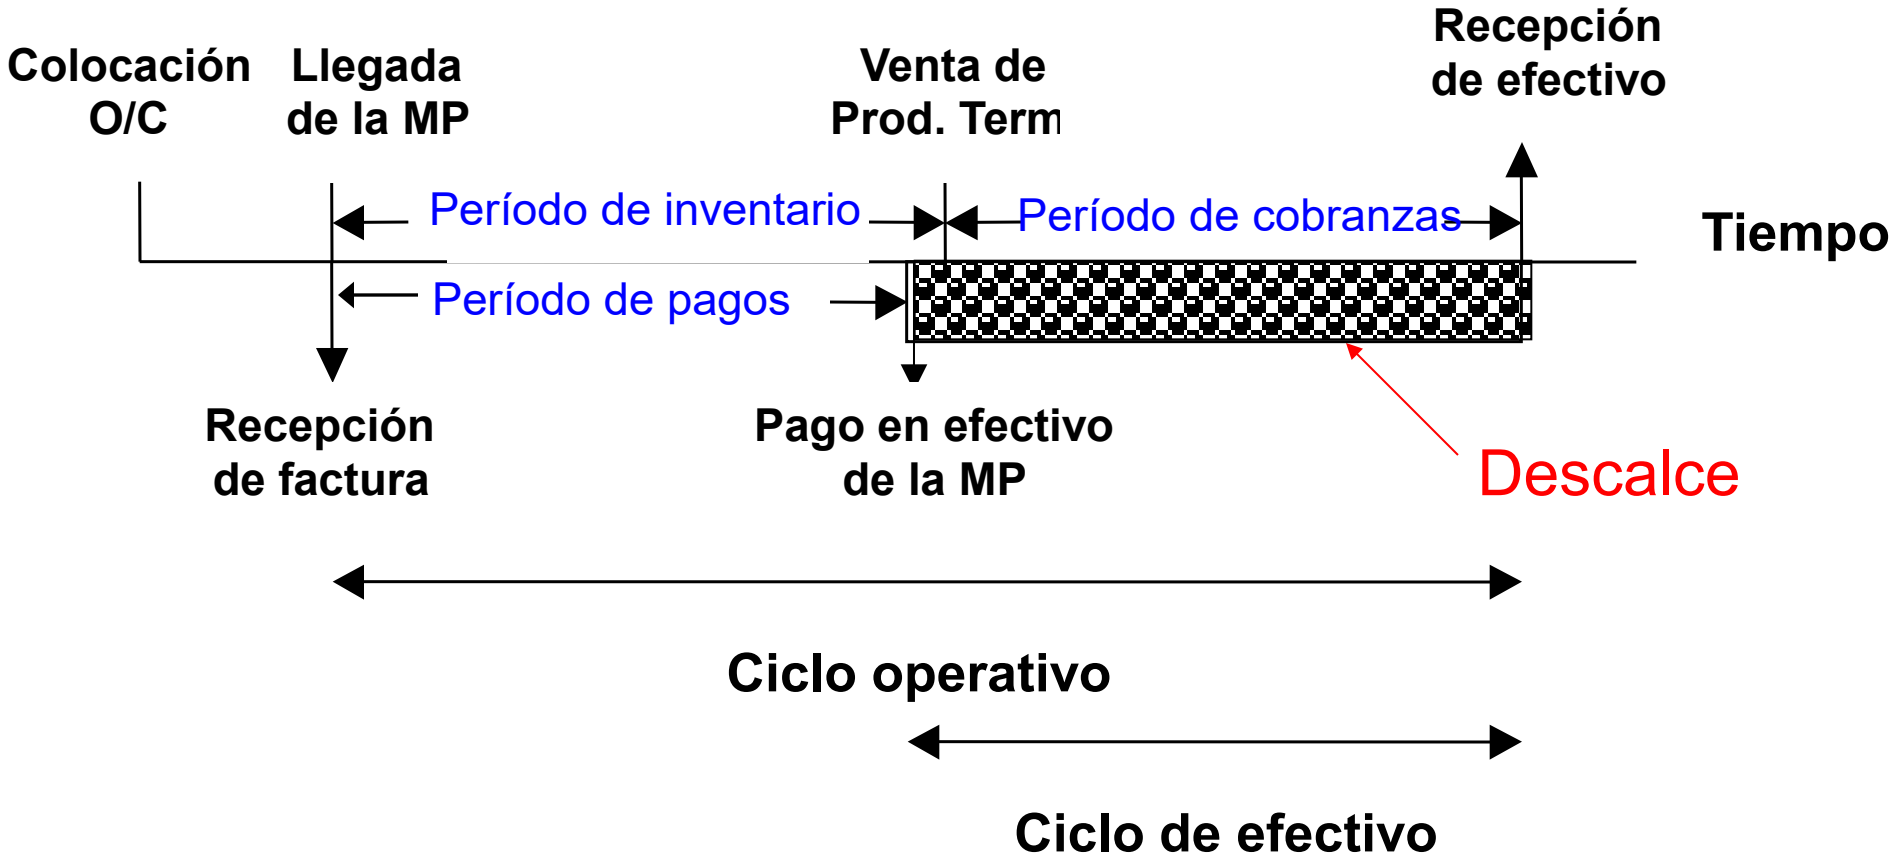 Colocación
O/C
Llegada
de la MP
Venta de
Prod. Term
Recepción
de efectivo
Período de inventario
Período de cobranzas
Tiempo
Período de pagos
Recepción
de factura
Pago en efectivo
de la MP
Descalce
Ciclo operativo
Ciclo de efectivo